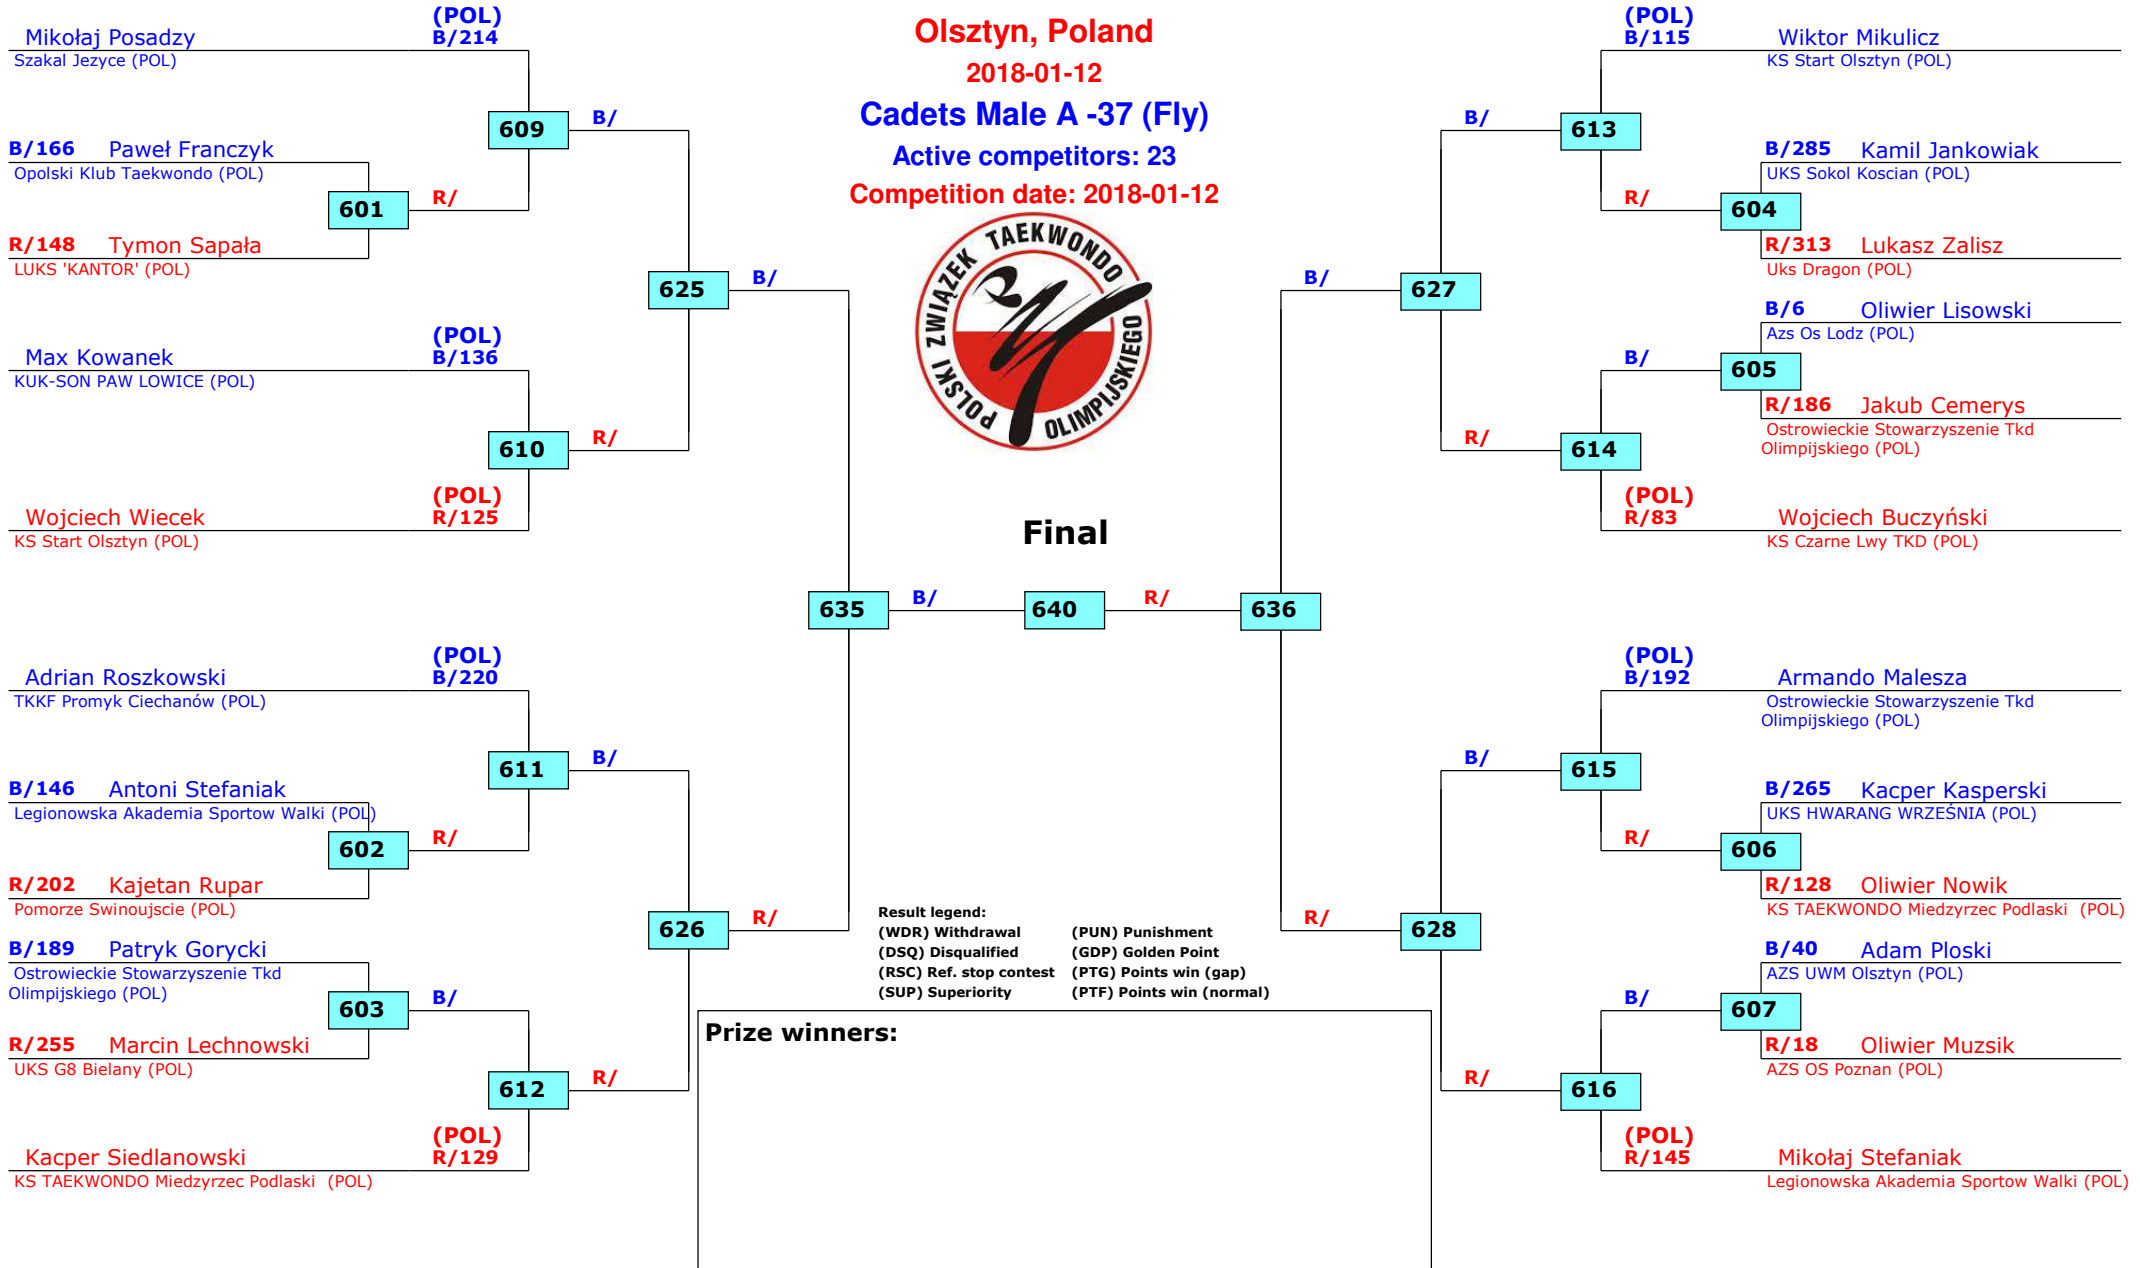 Olsztyn, Poland
2018-01-12
Cadets Male A -37 (Fly)
Active competitors: 23
Competition date: 2018-01-12
POLSKI ZWIĄZEK TAEKWONDO OLIMPIJSKIEGO
(POL)
Mikołaj Posadzy B/214
Szakal Jezyce (POL)
609
B/
B/166 Paweł Franczyk
Opolski Klub Taekwondo (POL)
601
R/
R/148 Tymon Sapała
LUKS 'KANTOR' (POL)
625
B/
(POL)
Max Kowanek B/136
KUK-SON PAW LOWICE (POL)
610
R/
(POL)
Wojciech Wiecek R/125
KS Start Olsztyn (POL)
635
B/
(POL)
Adrian Roszkowski B/220
TKKF Promyk Ciechanów (POL)
611
B/
B/146 Antoni Stefaniak
Legionowska Akademia Sportow Walki (POL)
602
R/
R/202 Kajetan Rupar
Pomorze Swinoujscie (POL)
626
R/
B/189 Patryk Gorycki
Ostrowieckie Stowarzyszenie Tkd
Olimpijskiego (POL)
603
B/
R/255 Marcin Lechnowski
UKS G8 Bielany (POL)
612
R/
(POL)
Kacper Siedlanowski R/129
KS TAEKWONDO Miedzyrzec Podlaski (POL)
Final
640
R/
636
(POL)
B/115 Wiktor Mikulicz
KS Start Olsztyn (POL)
B/
613
B/285 Kamil Jankowiak
UKS Sokol Koscian (POL)
R/
604
R/313 Lukasz Zalisz
Uks Dragon (POL)
B/
627
B/6 Oliwier Lisowski
Azs Os Lodz (POL)
B/
605
R/186 Jakub Cemerys
Ostrowieckie Stowarzyszenie Tkd
Olimpijskiego (POL)
R/
614
(POL)
R/83 Wojciech Buczyński
KS Czarne Lwy TKD (POL)
(POL)
B/192 Armando Malesza
Ostrowieckie Stowarzyszenie Tkd
Olimpijskiego (POL)
B/
615
B/265 Kacper Kasperski
UKS HWARANG WRZEŚNIA (POL)
R/
606
R/128 Oliwier Nowik
KS TAEKWONDO Miedzyrzec Podlaski (POL)
R/
628
B/40 Adam Ploski
AZS UWM Olsztyn (POL)
B/
607
R/18 Oliwier Muzsik
AZS OS Poznan (POL)
R/
616
(POL)
R/145 Mikołaj Stefaniak
Legionowska Akademia Sportow Walki (POL)
Result legend:
(WDR) Withdrawal (PUN) Punishment
(DSQ) Disqualified (GDP) Golden Point
(RSC) Ref. stop contest (PTG) Points win (gap)
(SUP) Superiority (PTF) Points win (normal)
Prize winners: